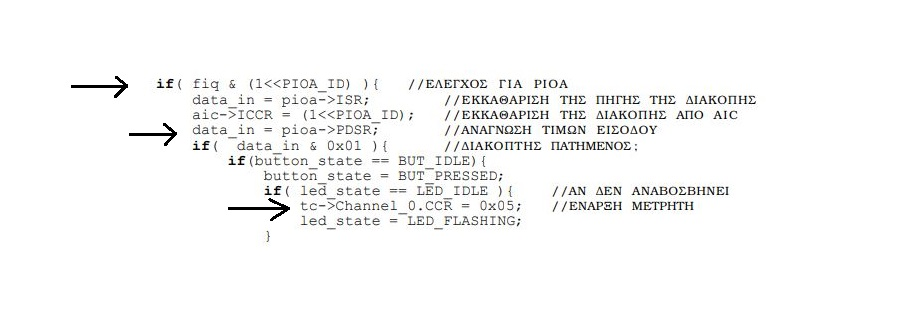 if( fiq & (1<<PIOA_ID) ){ //ΕΛΕΓΧΟΣ ΓΙΑ PIOA
data_in = pioa->ISR; //ΕΚΚΑΘΑΡΙΣΗ ΤΗΣ ΠΗΓΗΣ ΤΗΣ ΔΙΑΚΟΠΗΣ
aic->ICCR = (1<<PIOA_ID); //ΕΚΚΑΘΑΡΙΣΗ ΤΗΣ ΔΙΑΚΟΠΗΣ ΑΠΟ AIC
data_in = pioa->PDSR; //ΑΝΑΓΝΩΣΗ ΤΙΜΩΝ ΕΙΣΟΔΟΥ
if( data_in & 0x01 ){ //ΔΙΑΚΟΠΤΗΣ ΠΑΤΗΜΕΝΟΣ;
if(button_state == BUT_IDLE){
button_state = BUT_PRESSED;
if( led_state == LED_IDLE ){ //ΑΝ ΔΕΝ ΑΝΑΒΟΣΒΗΝΕΙ
tc->Channel_0.CCR = 0x05; //ΕΝΑΡΞΗ ΜΕΤΡΗΤΗ
led_state = LED_FLASHING;
}